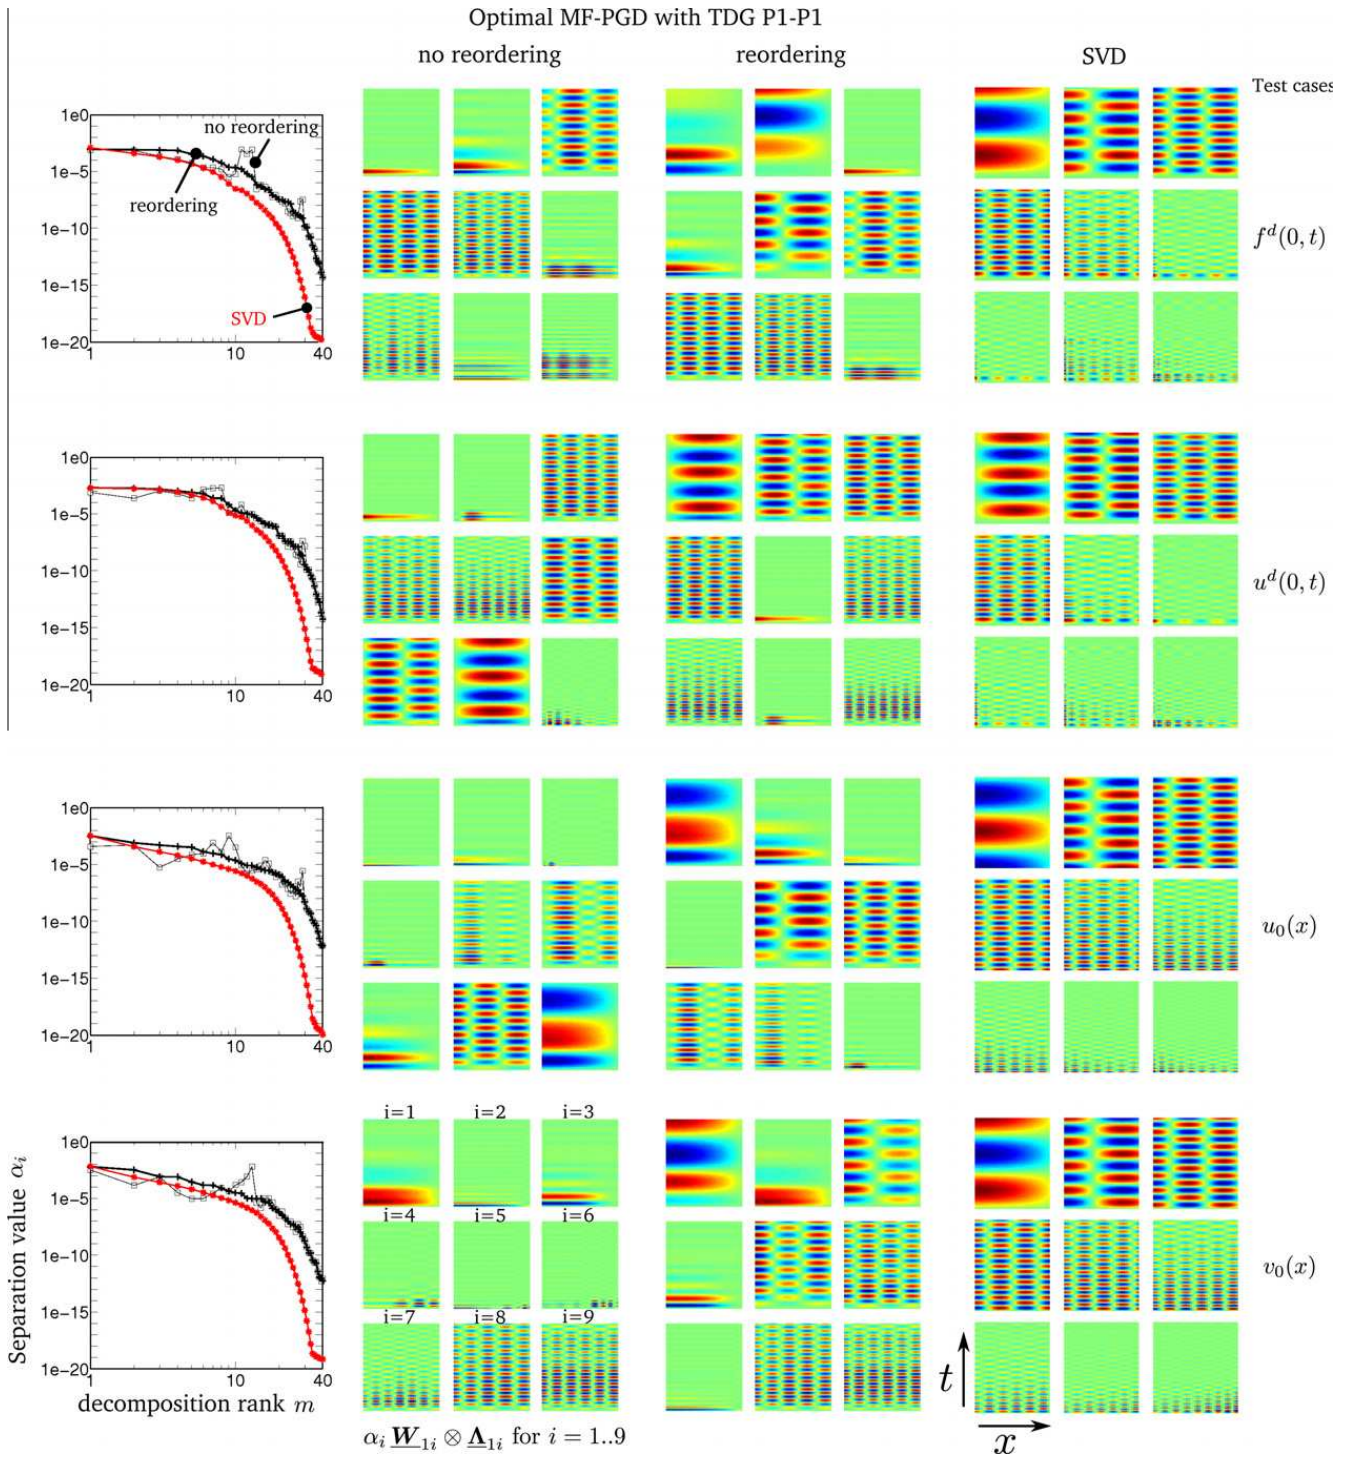 Optimal MF-PGD with TDG P1-P1
no reordering
reordering
SVD
Test cases
1e0
1e-5
1e-10
1e-15
1e-20
1
10
40
no reordering
reordering
SVD
f^d(0, t)
1e0
1e-5
1e-10
1e-15
1e-20
1
10
40
u^d(0, t)
1e0
1e-5
1e-10
1e-15
1e-20
1
10
40
u_0(x)
1e0
1e-5
1e-10
1e-15
1e-20
1
10
40
Separation value α_i
decomposition rank m
i=1 i=2 i=3
i=4 i=5 i=6
i=7 i=8 i=9
v_0(x)
t
x
α_i W_{1i} ⊗ Λ_{1i} for i = 1..9